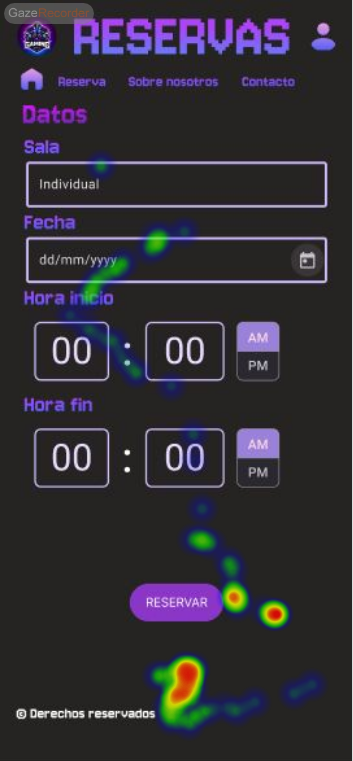 GazeRecorder
GAMING
RESERVAS
Reserva Sobre nosotros Contacto
Datos
Sala
Individual
Fecha
dd/mm/yyyy
Hora inicio
00 : 00 AM
PM
Hora fin
00 : 00 AM
PM
RESERVAR
© Derechos reservados